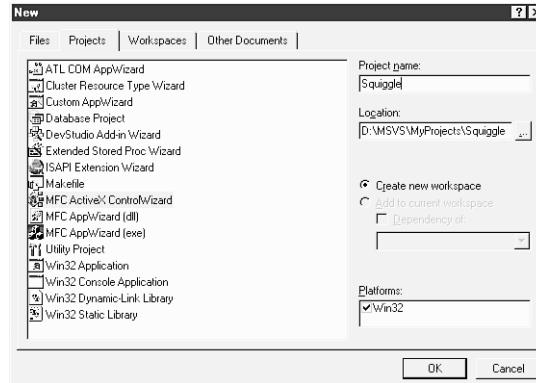 New
Files Projects Workspaces Other Documents
ATL COM AppWizard
Cluster Resource Type Wizard
Custom AppWizard
Database Project
DevStudio Add-in Wizard
Extended Stored Proc Wizard
ISAPI Extension Wizard
Makefile
MFC ActiveX ControlWizard
MFC AppWizard (dll)
MFC AppWizard (exe)
Utility Project
Win32 Application
Win32 Console Application
Win32 Dynamic-Link Library
Win32 Static Library
Project name:
Squiggle
Location:
D:\MSVS\MyProjects\Squiggle ...
Create new workspace
Add to current workspace
Dependency of:
Platforms:
Win32
OK Cancel